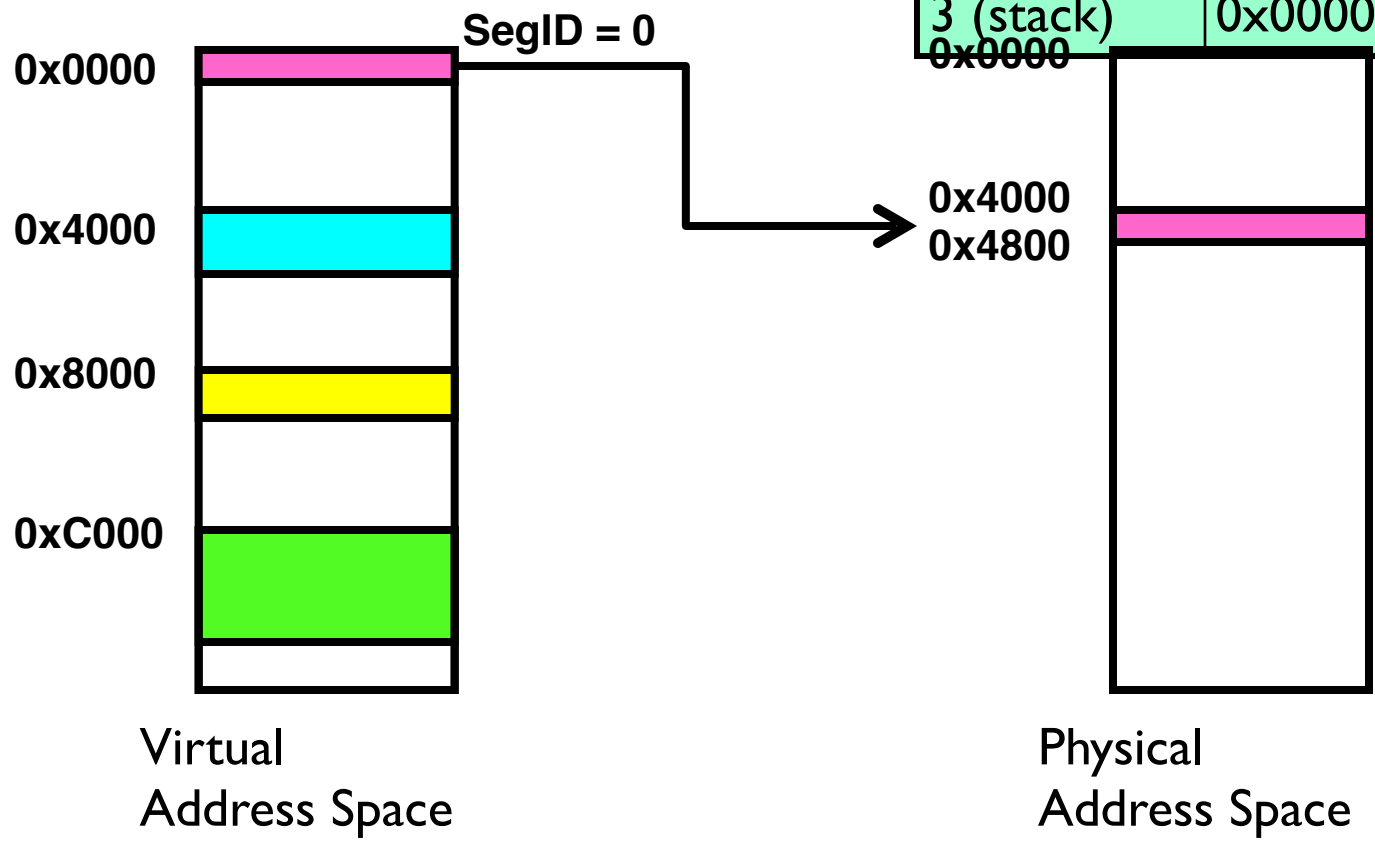 3 (stack) 0x0000
SegID = 0
0x0000
0x0000
0x4000
0x4000
0x4800
0x8000
0xC000
Virtual
Address Space
Physical
Address Space